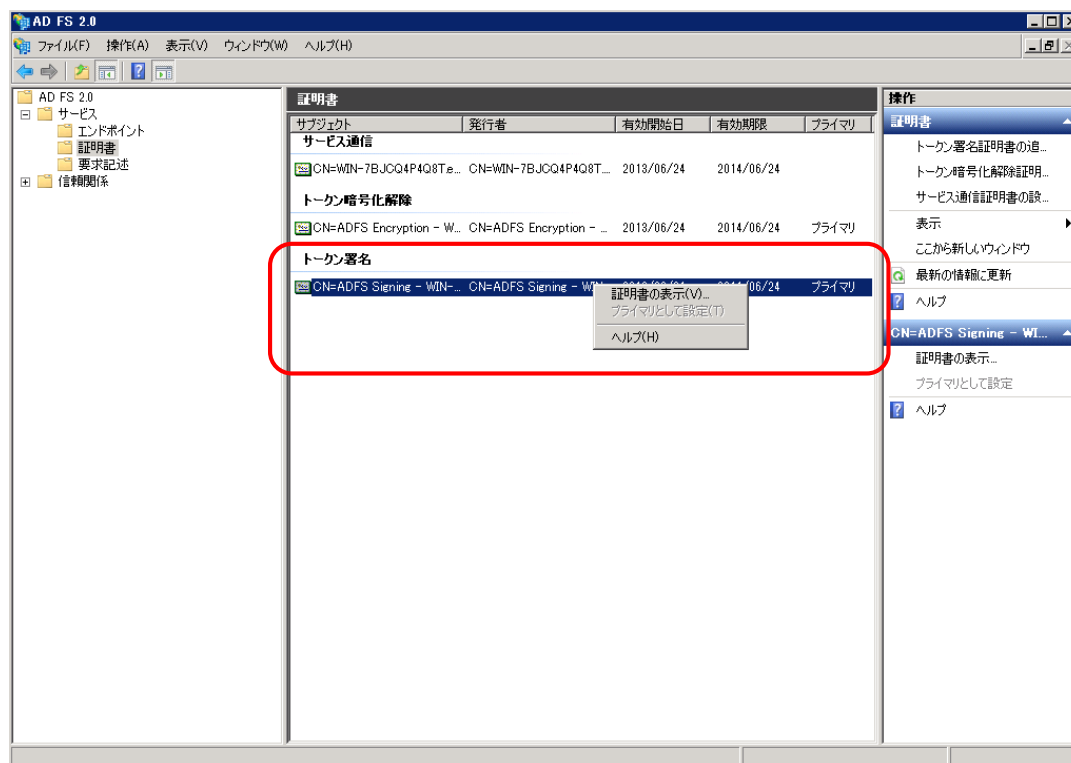 AD FS 2.0
ファイル(F) 操作(A) 表示(V) ウィンドウ(W) ヘルプ(H)
AD FS 2.0
サービス
エンドポイント
証明書
要求記述
信頼関係
証明書
サブジェクト 発行者 有効開始日 有効期限 プライマリ
サービス通信
CN=WIN-7BJCQ4P4Q8T.e... CN=WIN-7BJCQ4P4Q8T.... 2013/06/24 2014/06/24
トークン暗号化解除
CN=ADFS Encryption - W... CN=ADFS Encryption - ... 2013/06/24 2014/06/24 プライマリ
トークン署名
CN=ADFS Signing - WIN-... CN=ADFS Signing - WIN 06/24 プライマリ
証明書の表示(V)...
プライマリとして設定(T)
ヘルプ(H)
操作
証明書
トークン署名証明書の追...
トークン暗号化解除証明...
サービス通信証明書の設...
表示
ここから新しいウィンドウ
最新の情報に更新
ヘルプ
CN=ADFS Signing - WI...
証明書の表示...
プライマリとして設定
ヘルプ